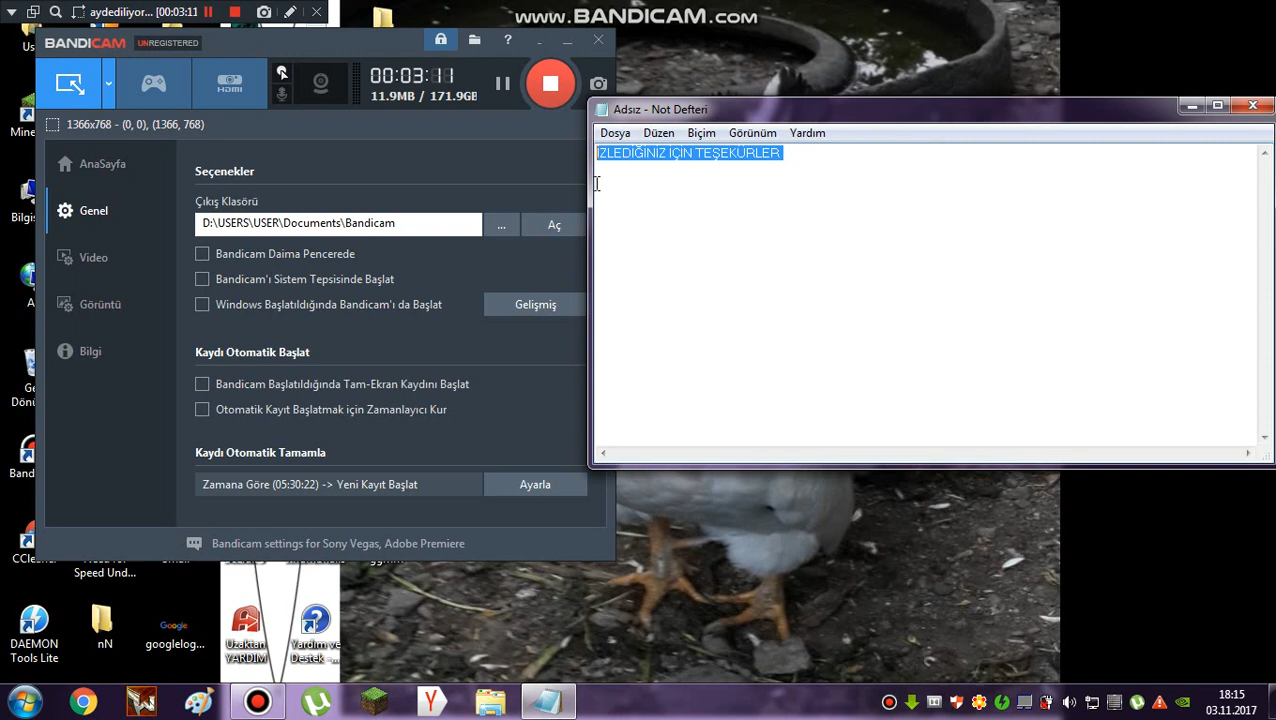 aydediliyor... (00:03:11)
www.BANDICAM.com
BANDICAM UNREGISTERED
HDMI
00:03:11
11.9MB / 171.9GB
1366x768 - (0, 0), (1366, 768)
AnaSayfa
Genel
Video
Görüntü
Bilgi
Seçenekler
Çıkış Klasörü
D:\USERS\USER\Documents\Bandicam
...
Aç
Bandicam Daima Pencerede
Bandicam'ı Sistem Tepsisinde Başlat
Windows Başlatıldığında Bandicam'ı da Başlat
Gelişmiş
Kaydı Otomatik Başlat
Bandicam Başlatıldığında Tam-Ekran Kaydını Başlat
Otomatik Kayıt Başlatmak için Zamanlayıcı Kur
Kaydı Otomatik Tamamla
Zamana Göre (05:30:22) -> Yeni Kayıt Başlat
Ayarla
Bandicam settings for Sony Vegas, Adobe Premiere
Adsız - Not Defteri
Dosya Düzen Biçim Görünüm Yardım
İZLEDİĞİNİZ İÇİN TEŞEKÜRLER
Speed Und...
DAEMON
Tools Lite
nN
Google
googlelog...
Uzaktan
YARDIM
Yardım ve
Destek -...
18:15
03.11.2017